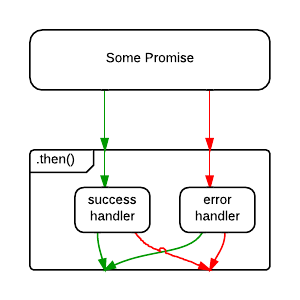 Some Promise
.then()
success
handler
error
handler